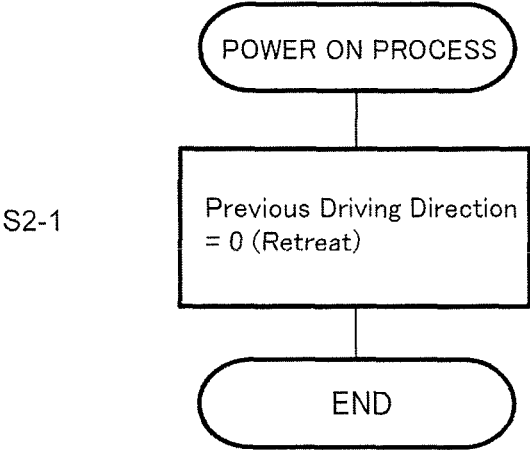 POWER ON PROCESS
S2-1
Previous Driving Direction
= 0 (Retreat)
END